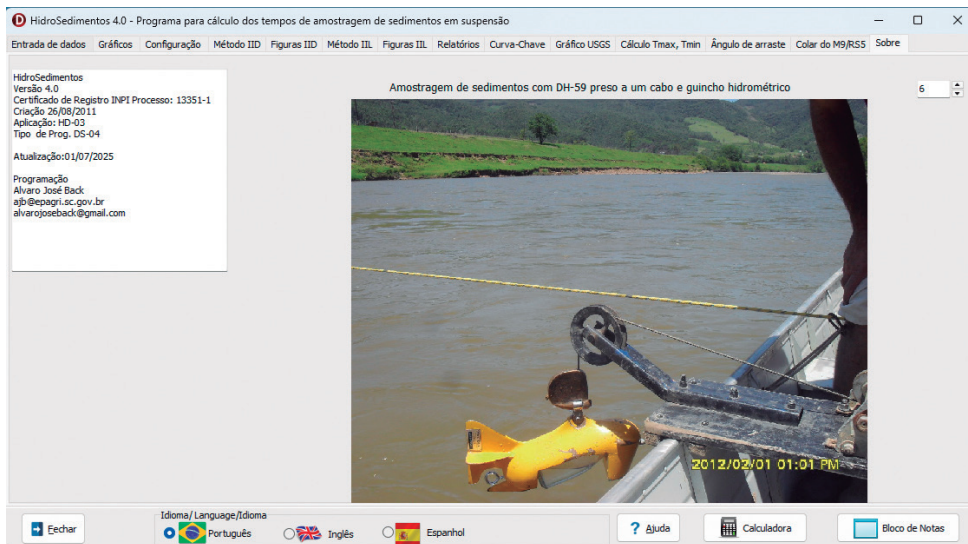 HidroSedimentos 4.0 - Programa para cálculo dos tempos de amostragem de sedimentos em suspensão
Entrada de dados Gráficos Configuração Método IID Figuras IID Método IIL Figuras IIL Relatórios Curva-Chave Gráfico USGS Cálculo Tmax, Tmin Ângulo de arraste Colar do M9/RS5 Sobre
HidroSedimentos
Versão 4.0
Certificado de Registro INPI Processo: 13351-1
Criação 26/08/2011
Aplicação: HD-03
Tipo de Prog. DS-04
Atualização:01/07/2025
Programação
Alvaro José Back
ajb@epagri.sc.gov.br
alvarojoseback@gmail.com
Amostragem de sedimentos com DH-59 preso a um cabo e guincho hidrométrico
6
2012/02/01 01:01 PM
Fechar
Idioma/Language/Idioma
Português Inglês Espanhol
? Ajuda
Calculadora
Bloco de Notas